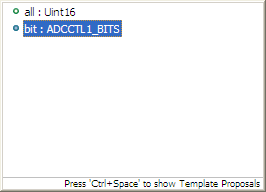 all : Uint16
bit : ADCCTL1_BITS
Press 'Ctrl+Space' to show Template Proposals